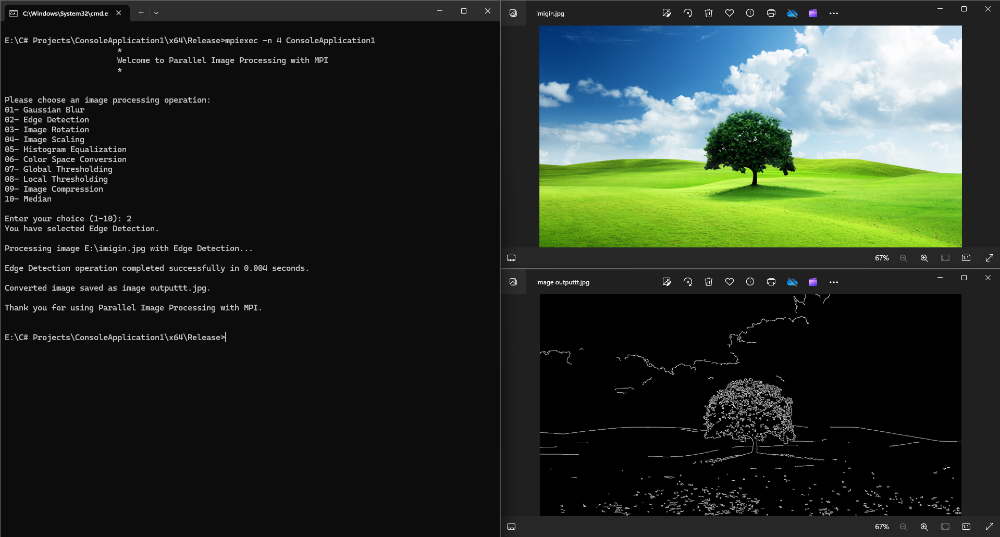 C:\Windows\System32\cmd.e
E:\C# Projects\ConsoleApplication1\x64\Release>mpiexec -n 4 ConsoleApplication1
*
Welcome to Parallel Image Processing with MPI
*
Please choose an image processing operation:
01- Gaussian Blur
02- Edge Detection
03- Image Rotation
04- Image Scaling
05- Histogram Equalization
06- Color Space Conversion
07- Global Thresholding
08- Local Thresholding
09- Image Compression
10- Median
Enter your choice (1-10): 2
You have selected Edge Detection.
Processing image E:\imigin.jpg with Edge Detection...
Edge Detection operation completed successfully in 0.004 seconds.
Converted image saved as image outputtt.jpg.
Thank you for using Parallel Image Processing with MPI.
E:\C# Projects\ConsoleApplication1\x64\Release>
imigin.jpg
67%
1:1
image outputtt.jpg
67%
1:1